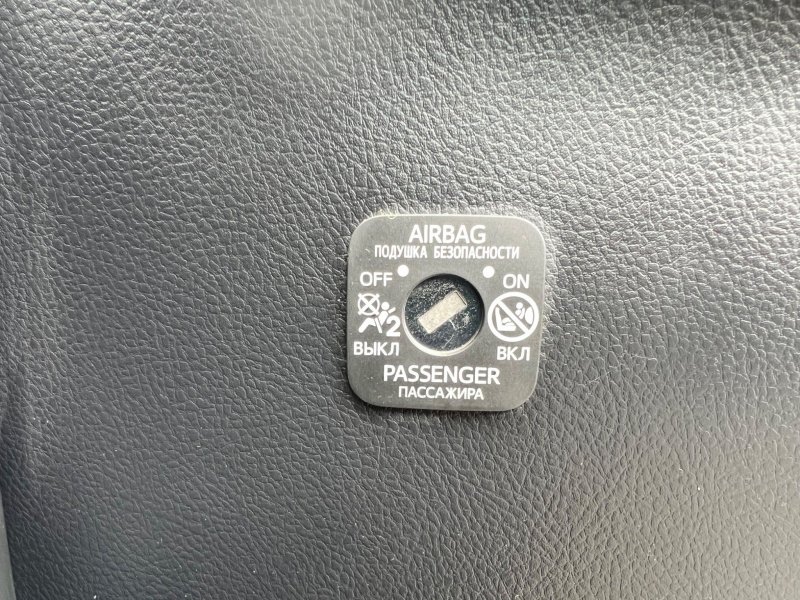 AIRBAG
ПОДУШКА БЕЗОПАСНОСТИ
OFF ON
2
ВЫКЛ ВКЛ
PASSENGER
ПАССАЖИРА